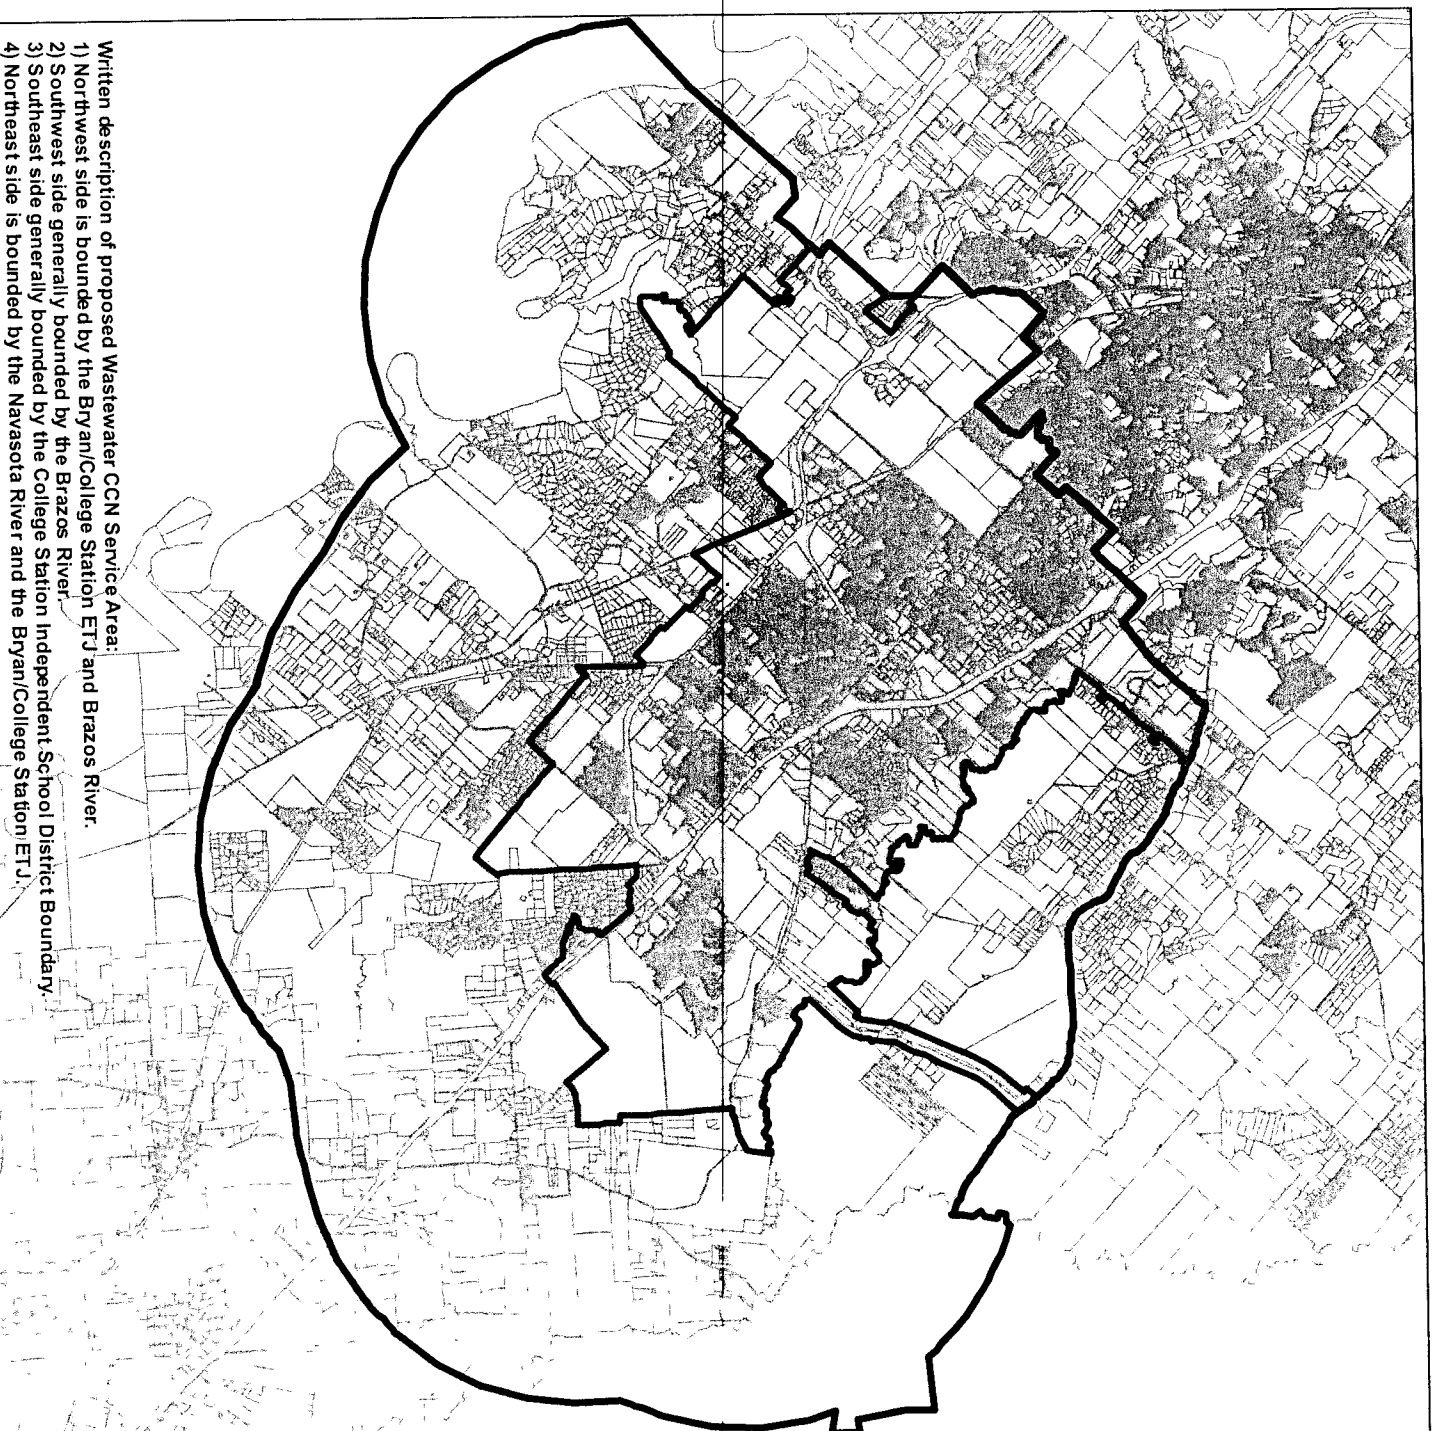 Written description of proposed Wastewater CCN Service Area:
1) Northwest side is bounded by the Bryan/College Station ETJ and Brazos River.
2) Southwest side generally bounded by the Brazos River.
3) Southeast side generally bounded by the College Station Independent School District Boundary.
4) Northeast side is bounded by the Navasota River and the Bryan/College Station ETJ.